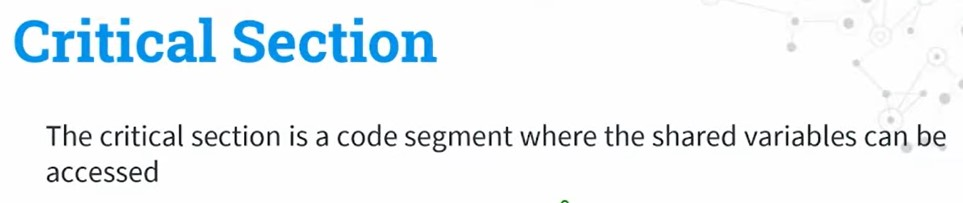 Critical Section
The critical section is a code segment where the shared variables can be
accessed